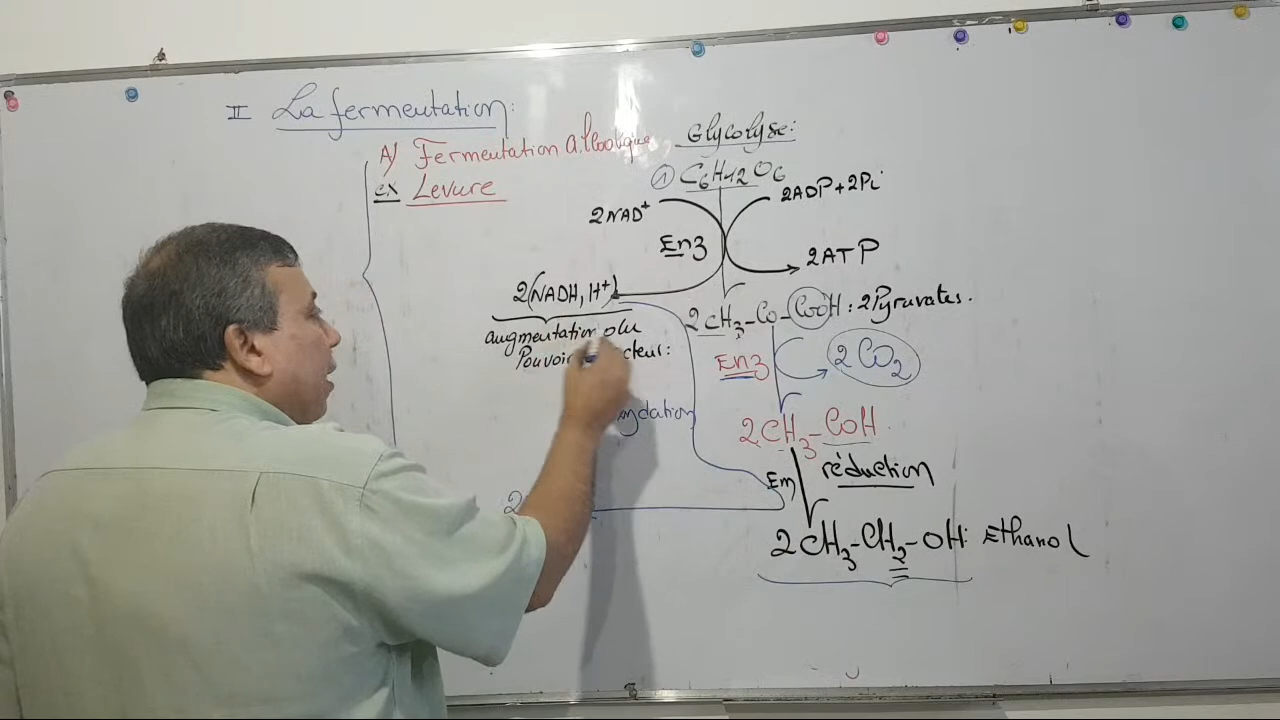 II La fermentation:
A) Fermentation alcoolique
ex Levure
Glycolyse:
① C6H12O6
2NAD+
2ADP+2Pi
Enz
2ATP
2(NADH, H+)
2CH3-CO-COOH: 2Pyruvates.
augmentation du
Pouvoir
Enz
2CO2
2CH3-COH
Enz
réduction
2CH3-CH2-OH: Ethanol